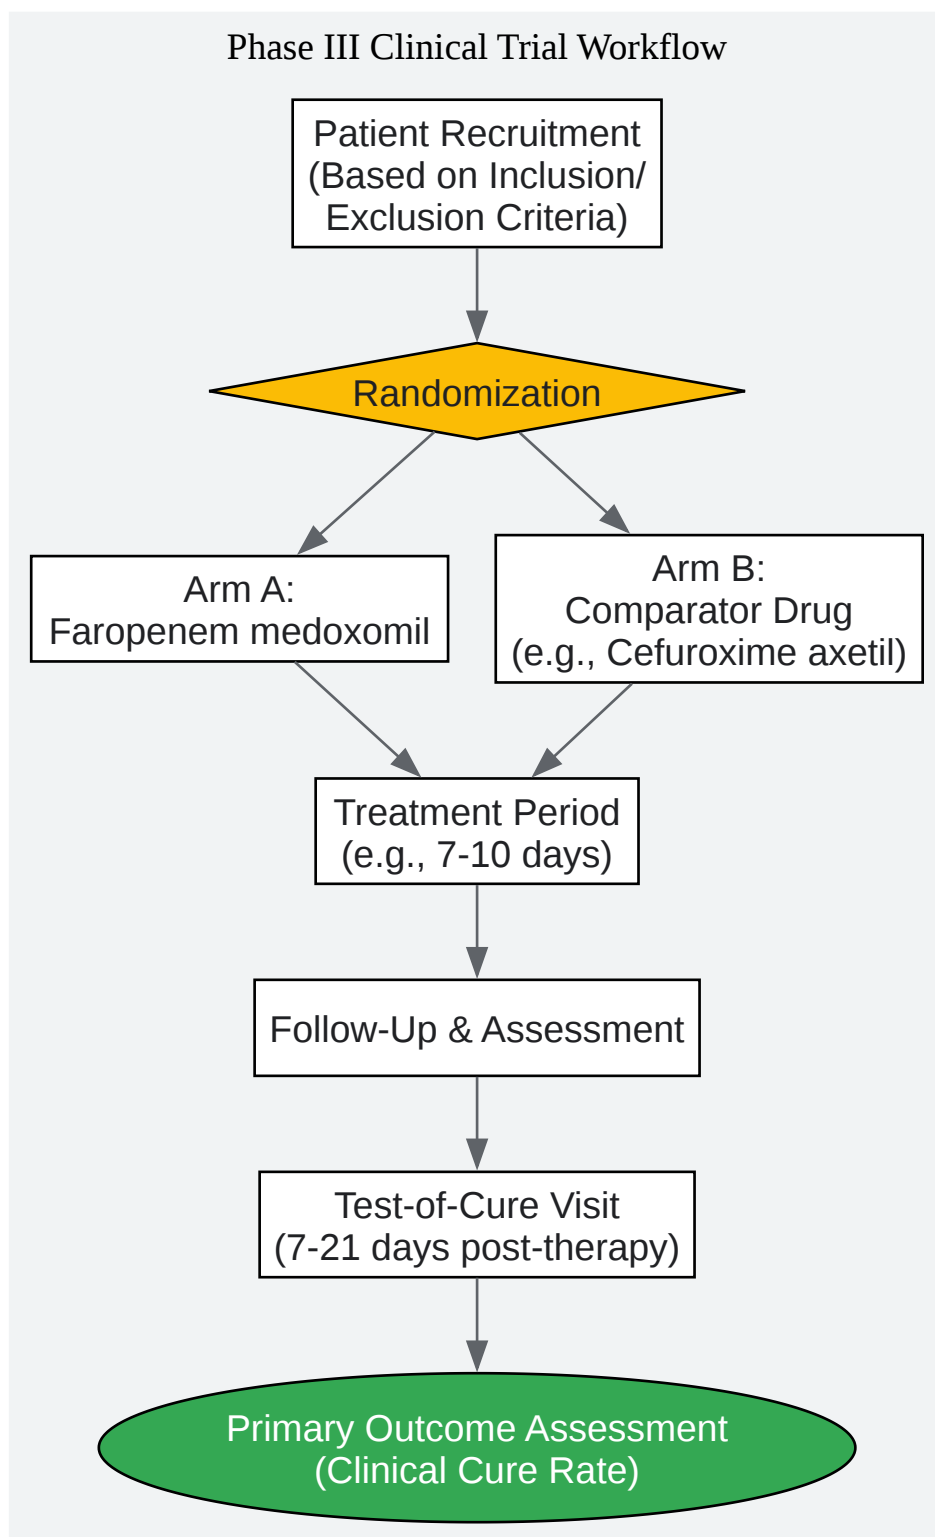 Phase III Clinical Trial Workflow
Patient Recruitment
(Based on Inclusion/
Exclusion Criteria)
Randomization
Arm A:
Faropenem medoxomil
Arm B:
Comparator Drug
(e.g., Cefuroxime axetil)
Treatment Period
(e.g., 7-10 days)
Follow-Up & Assessment
Test-of-Cure Visit
(7-21 days post-therapy)
Primary Outcome Assessment
(Clinical Cure Rate)